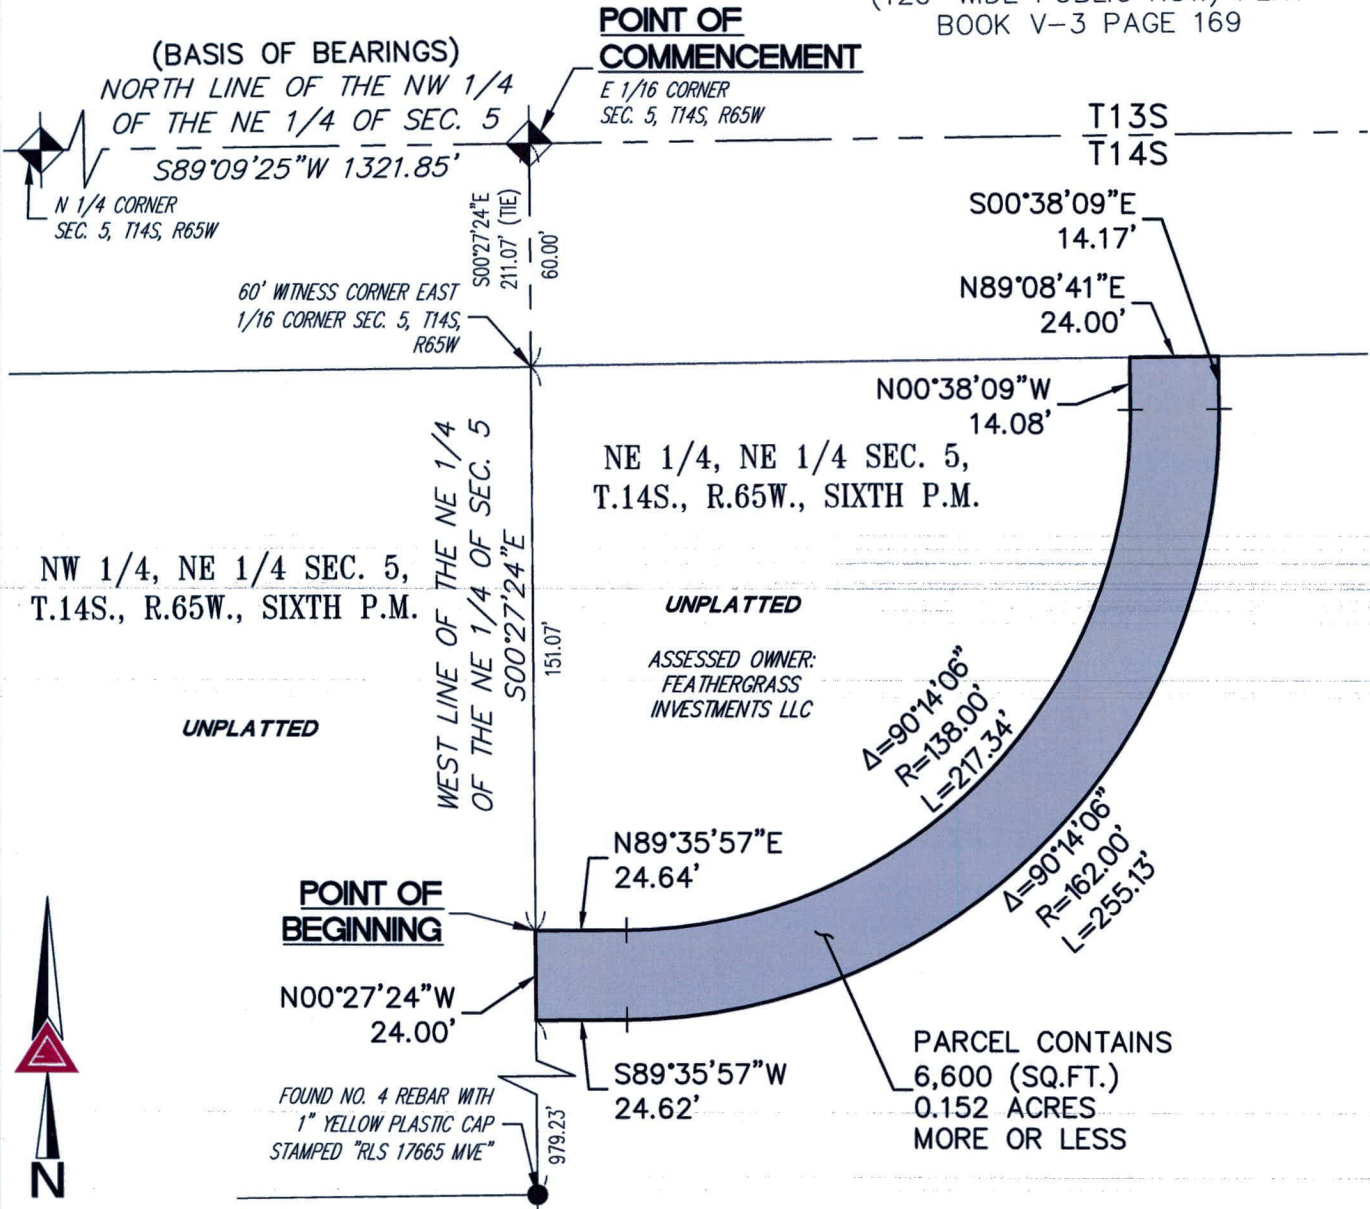 BOOK V-3 PAGE 169
POINT OF
COMMENCEMENT
E 1/16 CORNER
SEC. 5, T14S, R65W
(BASIS OF BEARINGS)
NORTH LINE OF THE NW 1/4
OF THE NE 1/4 OF SEC. 5
S89°09'25"W 1321.85'
N 1/4 CORNER
SEC. 5, T14S, R65W
T13S
T14S
S00°27'24"E
211.07' (TIE)
60.00'
60' WITNESS CORNER EAST
1/16 CORNER SEC. 5, T14S,
R65W
S00°38'09"E
14.17'
N89°08'41"E
24.00'
N00°38'09"W
14.08'
NE 1/4, NE 1/4 SEC. 5,
T.14S., R.65W., SIXTH P.M.
NW 1/4, NE 1/4 SEC. 5,
T.14S., R.65W., SIXTH P.M.
UNPLATTED
WEST LINE OF THE NE 1/4
OF THE NE 1/4 OF SEC. 5
S00°27'24"E
151.07'
UNPLATTED
ASSESSED OWNER:
FEATHERGRASS
INVESTMENTS LLC
Δ=90°14'06"
R=138.00'
L=217.34'
Δ=90°14'06"
R=162.00'
L=255.13'
N89°35'57"E
24.64'
POINT OF
BEGINNING
N00°27'24"W
24.00'
S89°35'57"W
24.62'
PARCEL CONTAINS
6,600 (SQ.FT.)
0.152 ACRES
MORE OR LESS
FOUND NO. 4 REBAR WITH
1" YELLOW PLASTIC CAP
STAMPED "RLS 17665 MVE"
979.23'
N